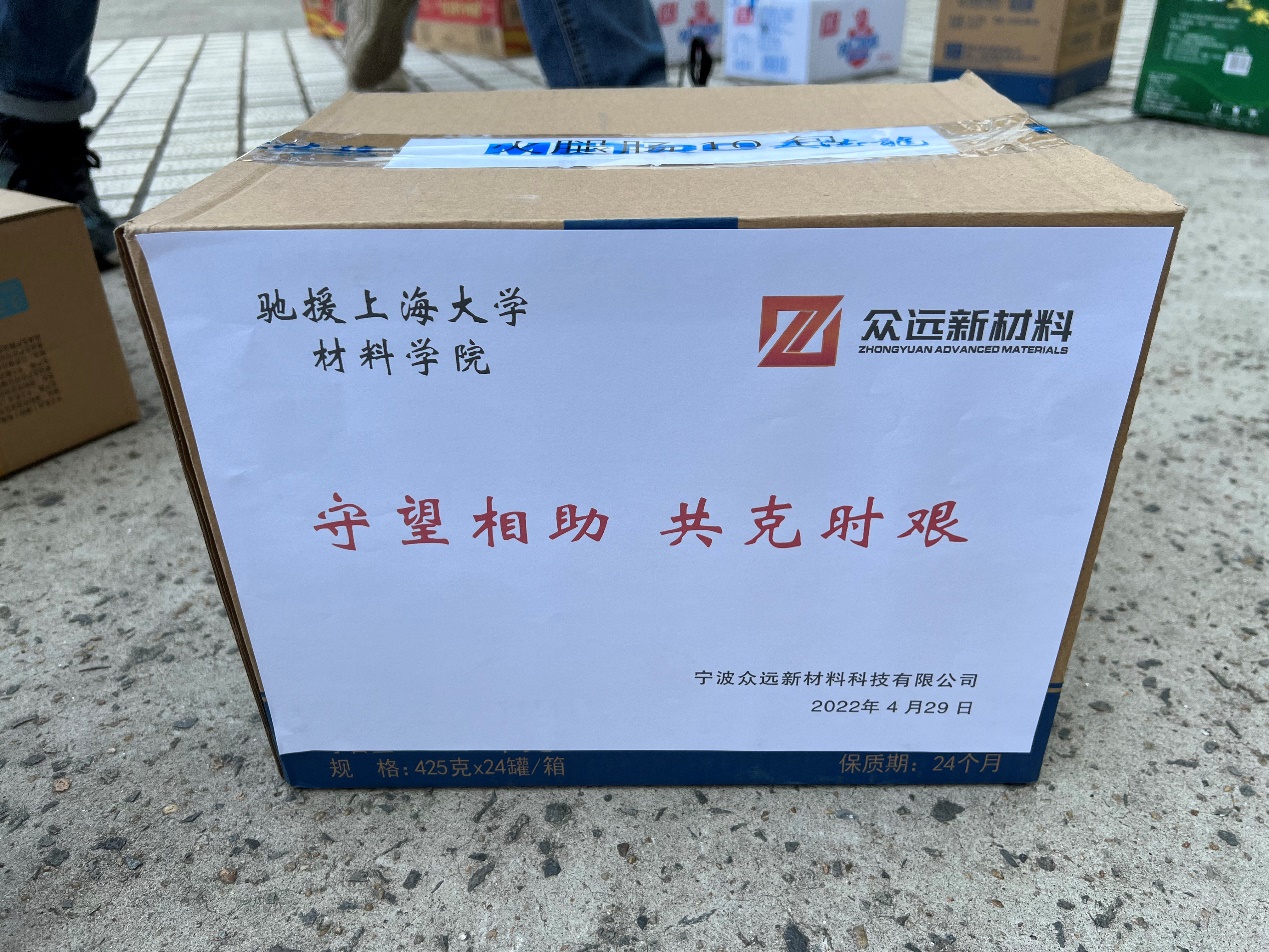 驰援上海大学
材料学院
众远新材料
ZHONGYUAN ADVANCED MATERIALS
守望相助 共克时艰
宁波众远新材料科技有限公司
2022年4月29日
规 格：425克x24罐/箱
保质期：24个月